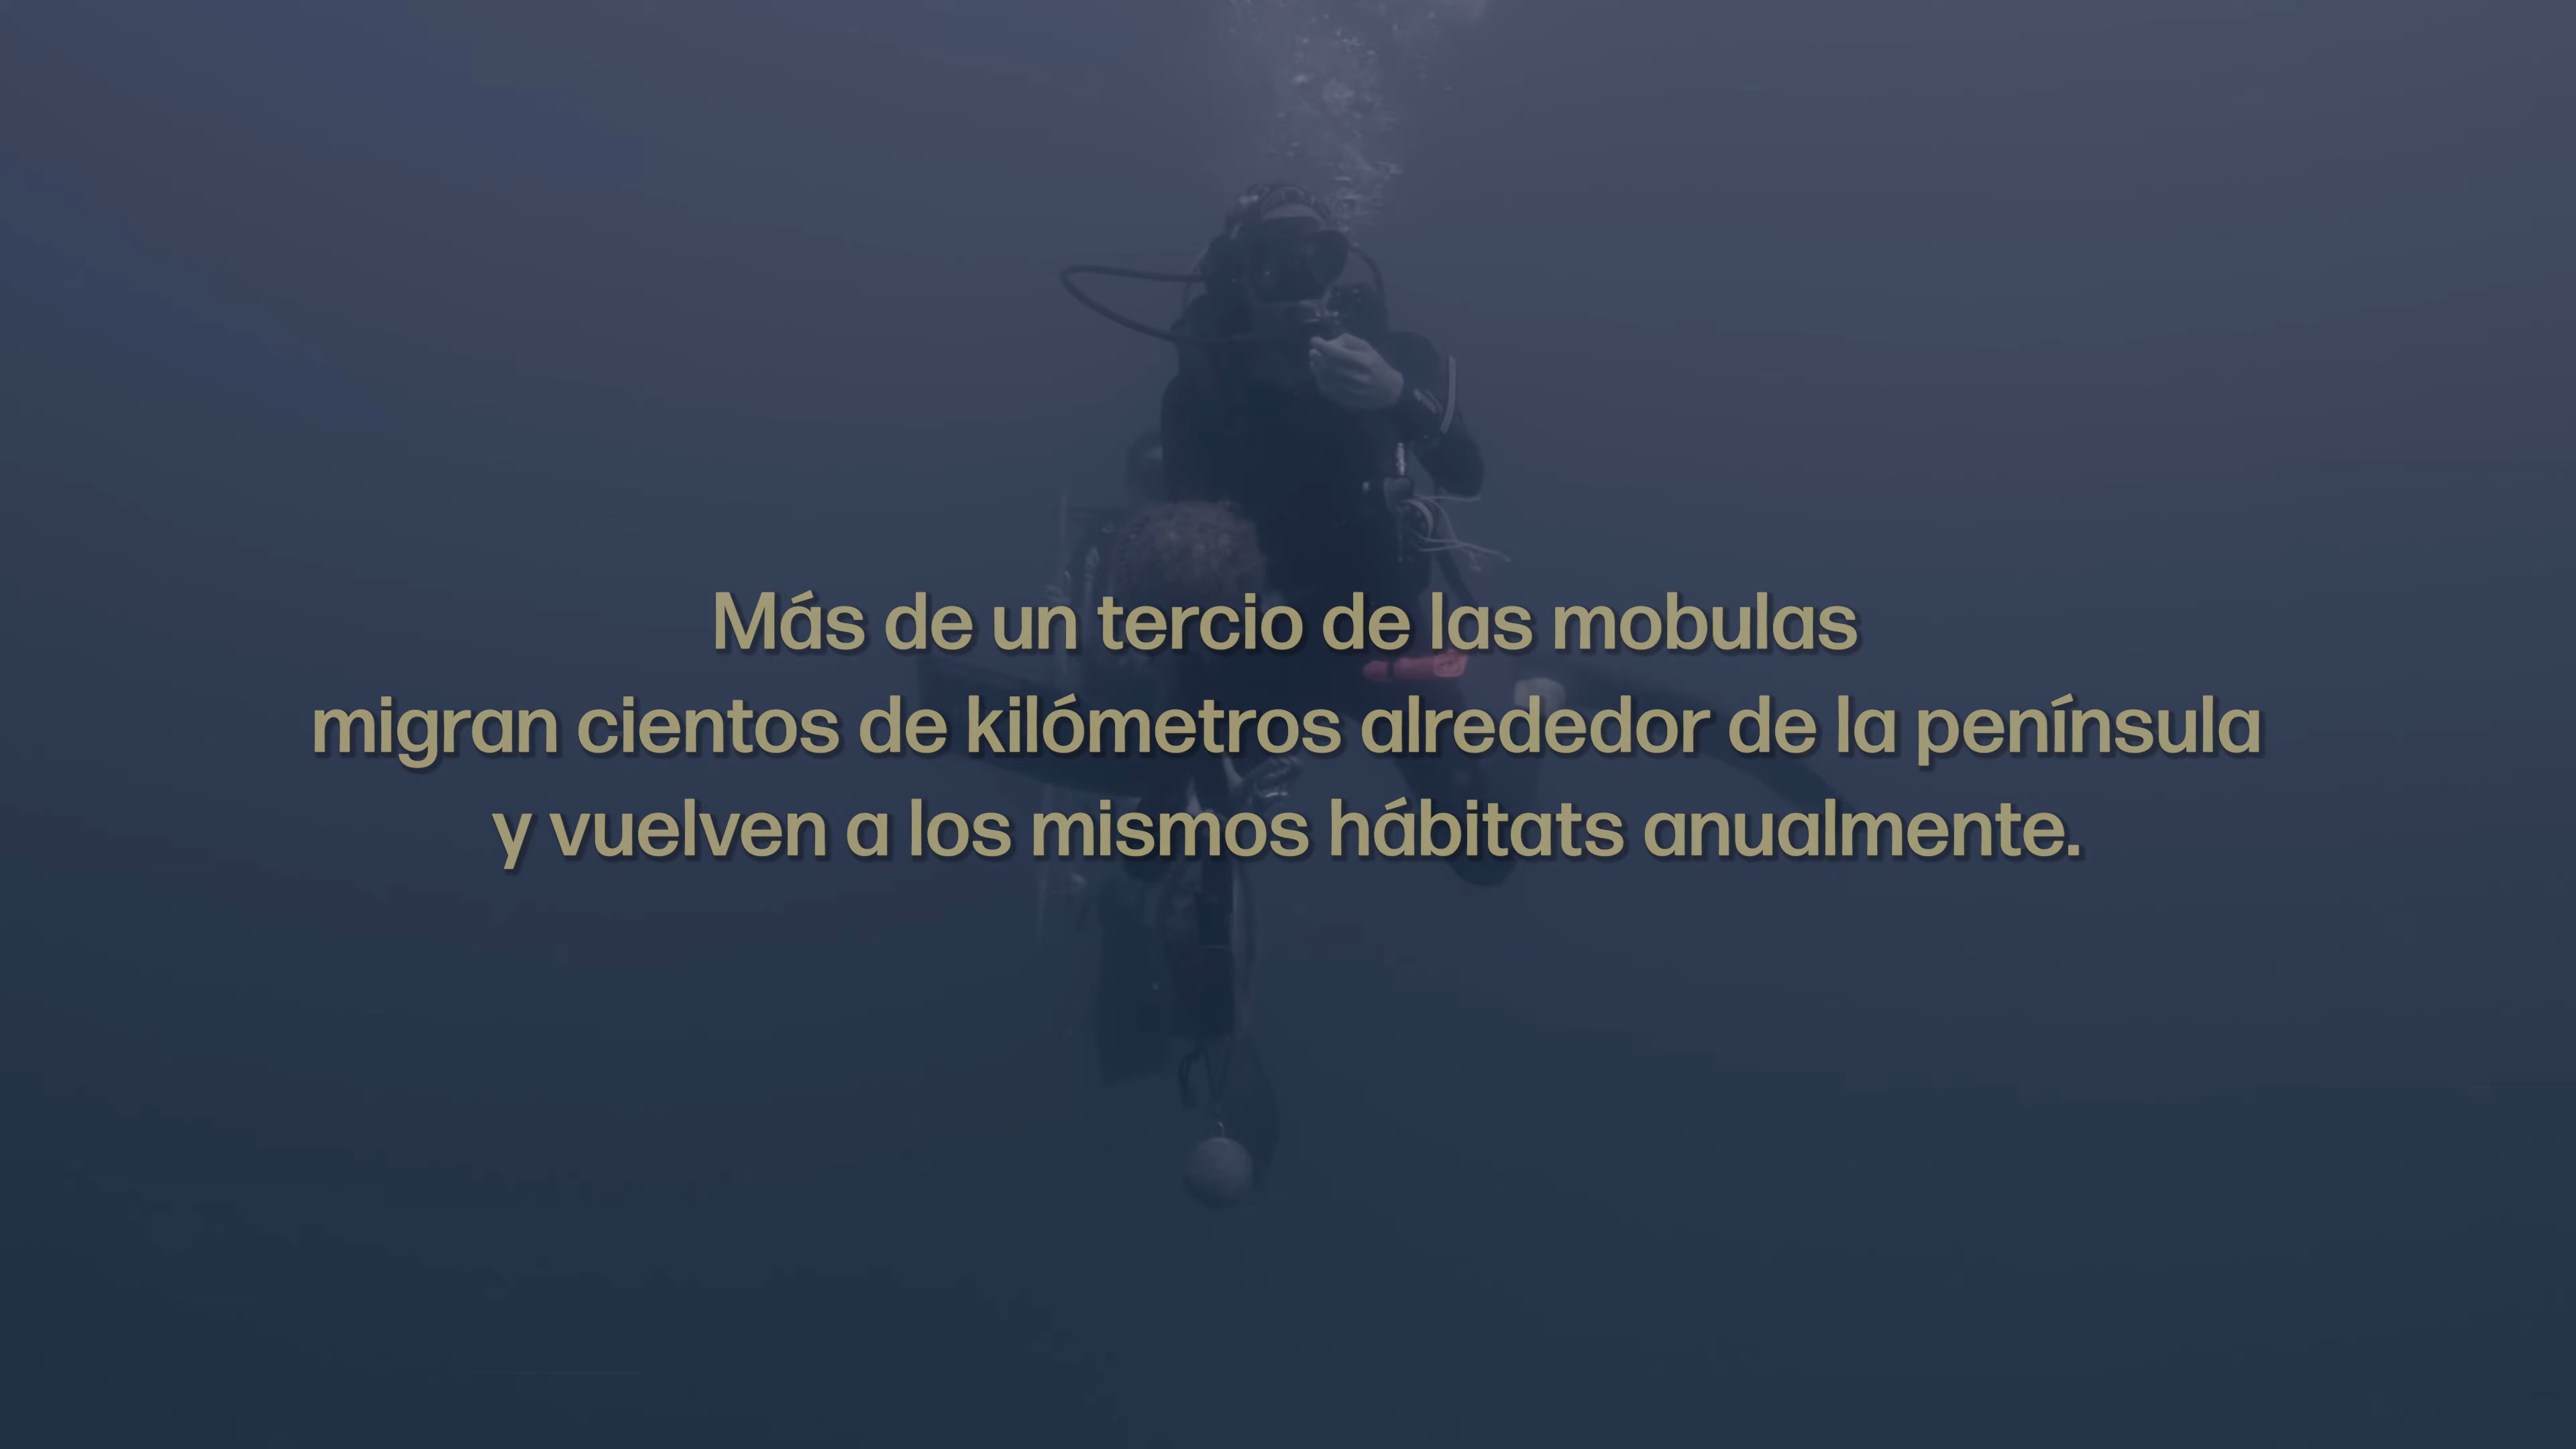 Más de un tercio de las mobulas
migran cientos de kilómetros alrededor de la península
y vuelven a los mismos hábitats anualmente.